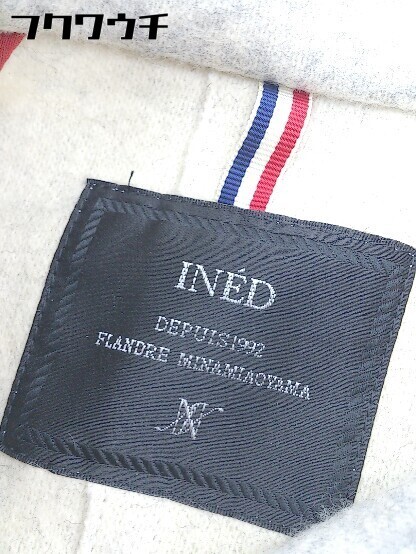 フクワウチ
INÉD
DEPUIS1992
FLANDRE MINAMIAOYAMA